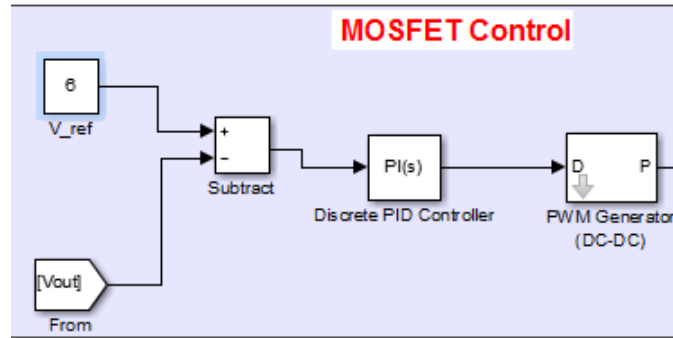 MOSFET Control
6
V_ref
+
−
Subtract
PI(s)
Discrete PID Controller
D
P
PWM Generator
(DC-DC)
[Vout]
From